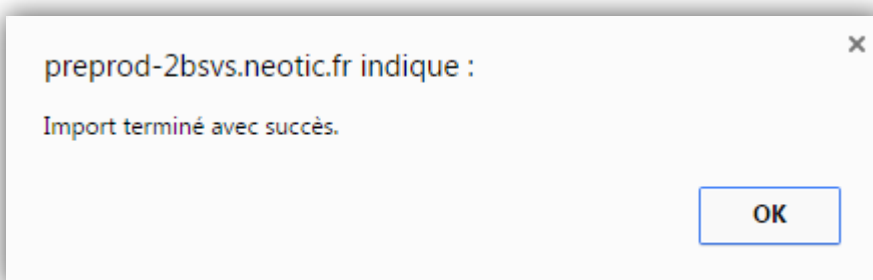 preprod-2bsvs.neotic.fr indique :
Import terminé avec succès.
OK